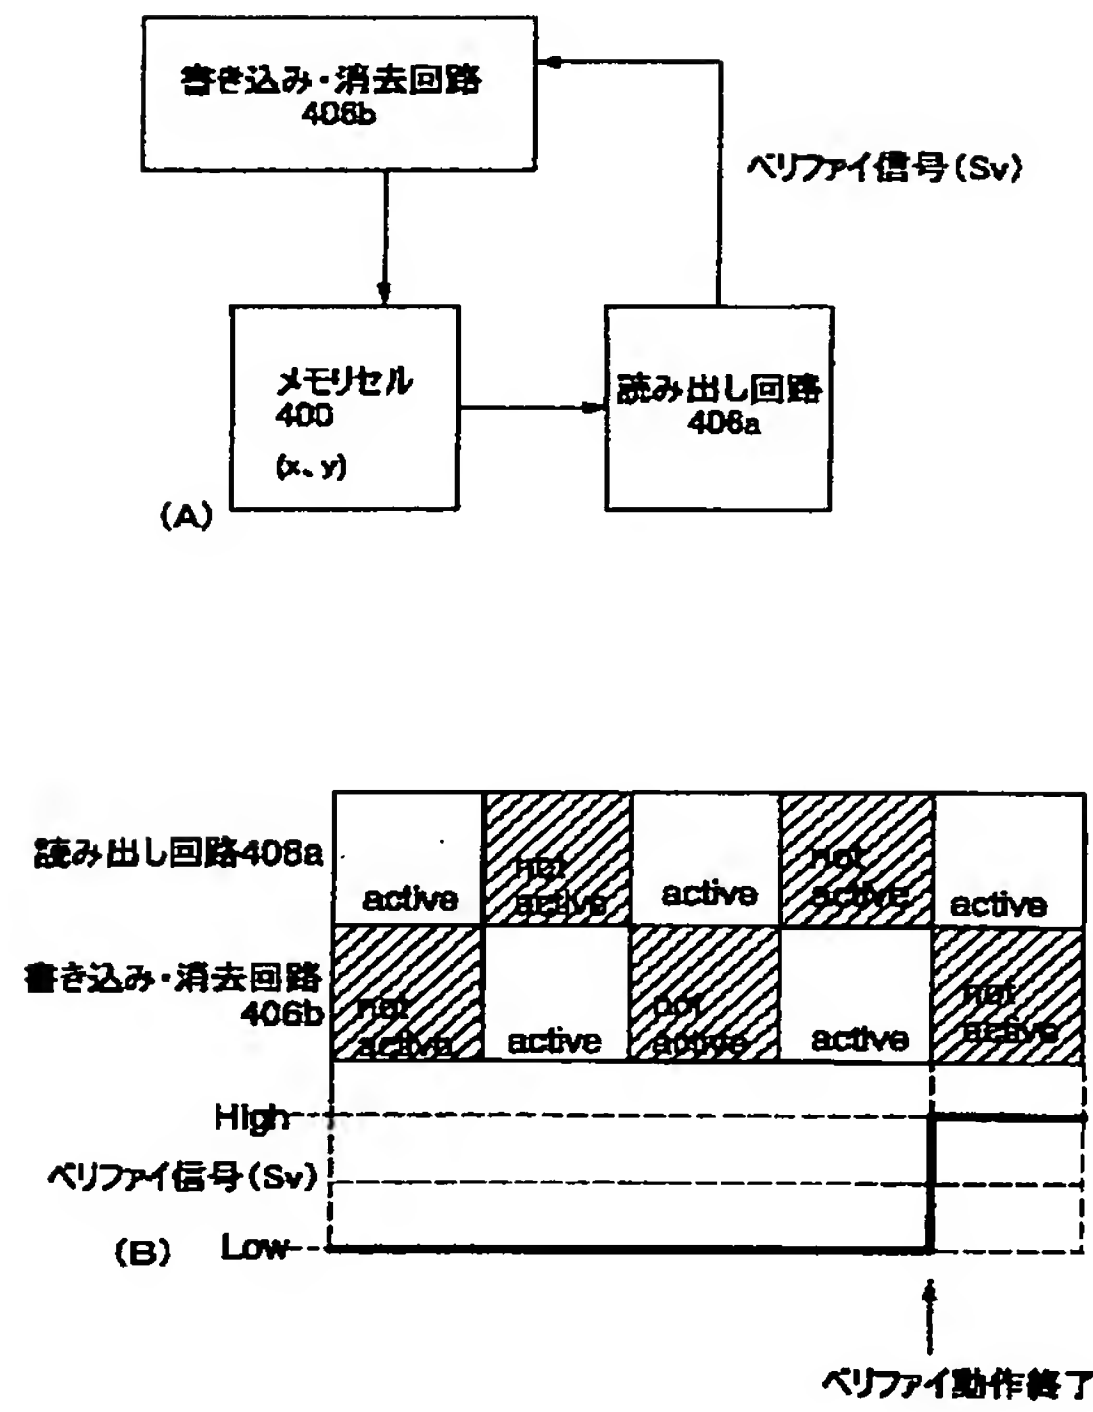 書き込み・消去回路
406b
ベリファイ信号(Sv)
メモリセル
400
(x、y)
読み出し回路
406a
(A)
読み出し回路406a
active
not
active
active
not
active
active
書き込み・消去回路
406b
not
active
active
not
active
active
not
active
High
ベリファイ信号(Sv)
(B)
Low
ベリファイ動作終了